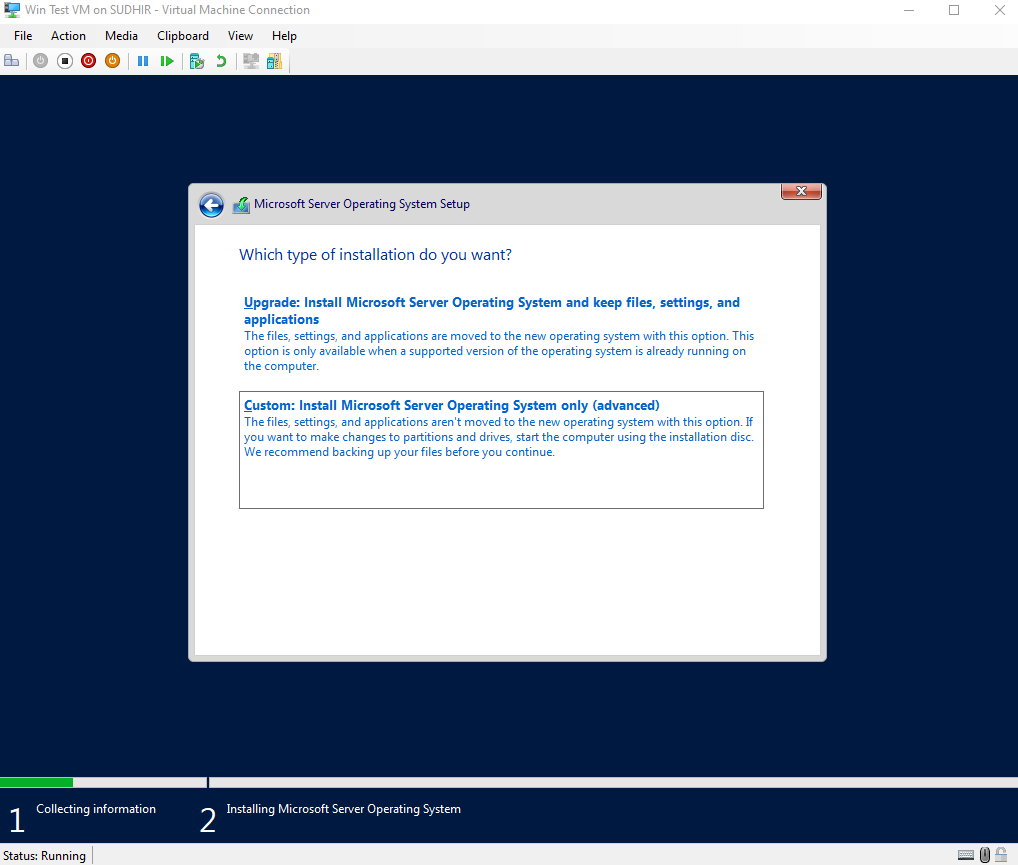 Win Test VM on SUDHIR - Virtual Machine Connection
File Action Media Clipboard View Help
Microsoft Server Operating System Setup
Which type of installation do you want?
Upgrade: Install Microsoft Server Operating System and keep files, settings, and
applications
The files, settings, and applications are moved to the new operating system with this option. This
option is only available when a supported version of the operating system is already running on
the computer.
Custom: Install Microsoft Server Operating System only (advanced)
The files, settings, and applications aren't moved to the new operating system with this option. If
you want to make changes to partitions and drives, start the computer using the installation disc.
We recommend backing up your files before you continue.
1 Collecting information
2 Installing Microsoft Server Operating System
Status: Running